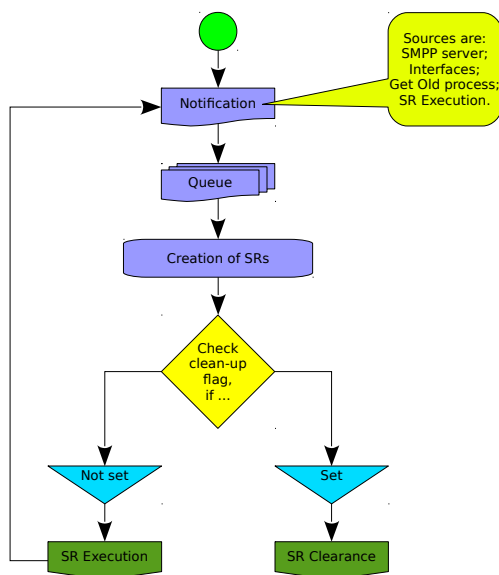 Sources are:
SMPP server;
Interfaces;
Get Old process;
SR Execution.
Notification
Queue
Creation of SRs
Check
clean-up
flag,
if ...
Not set
Set
SR Execution
SR Clearance